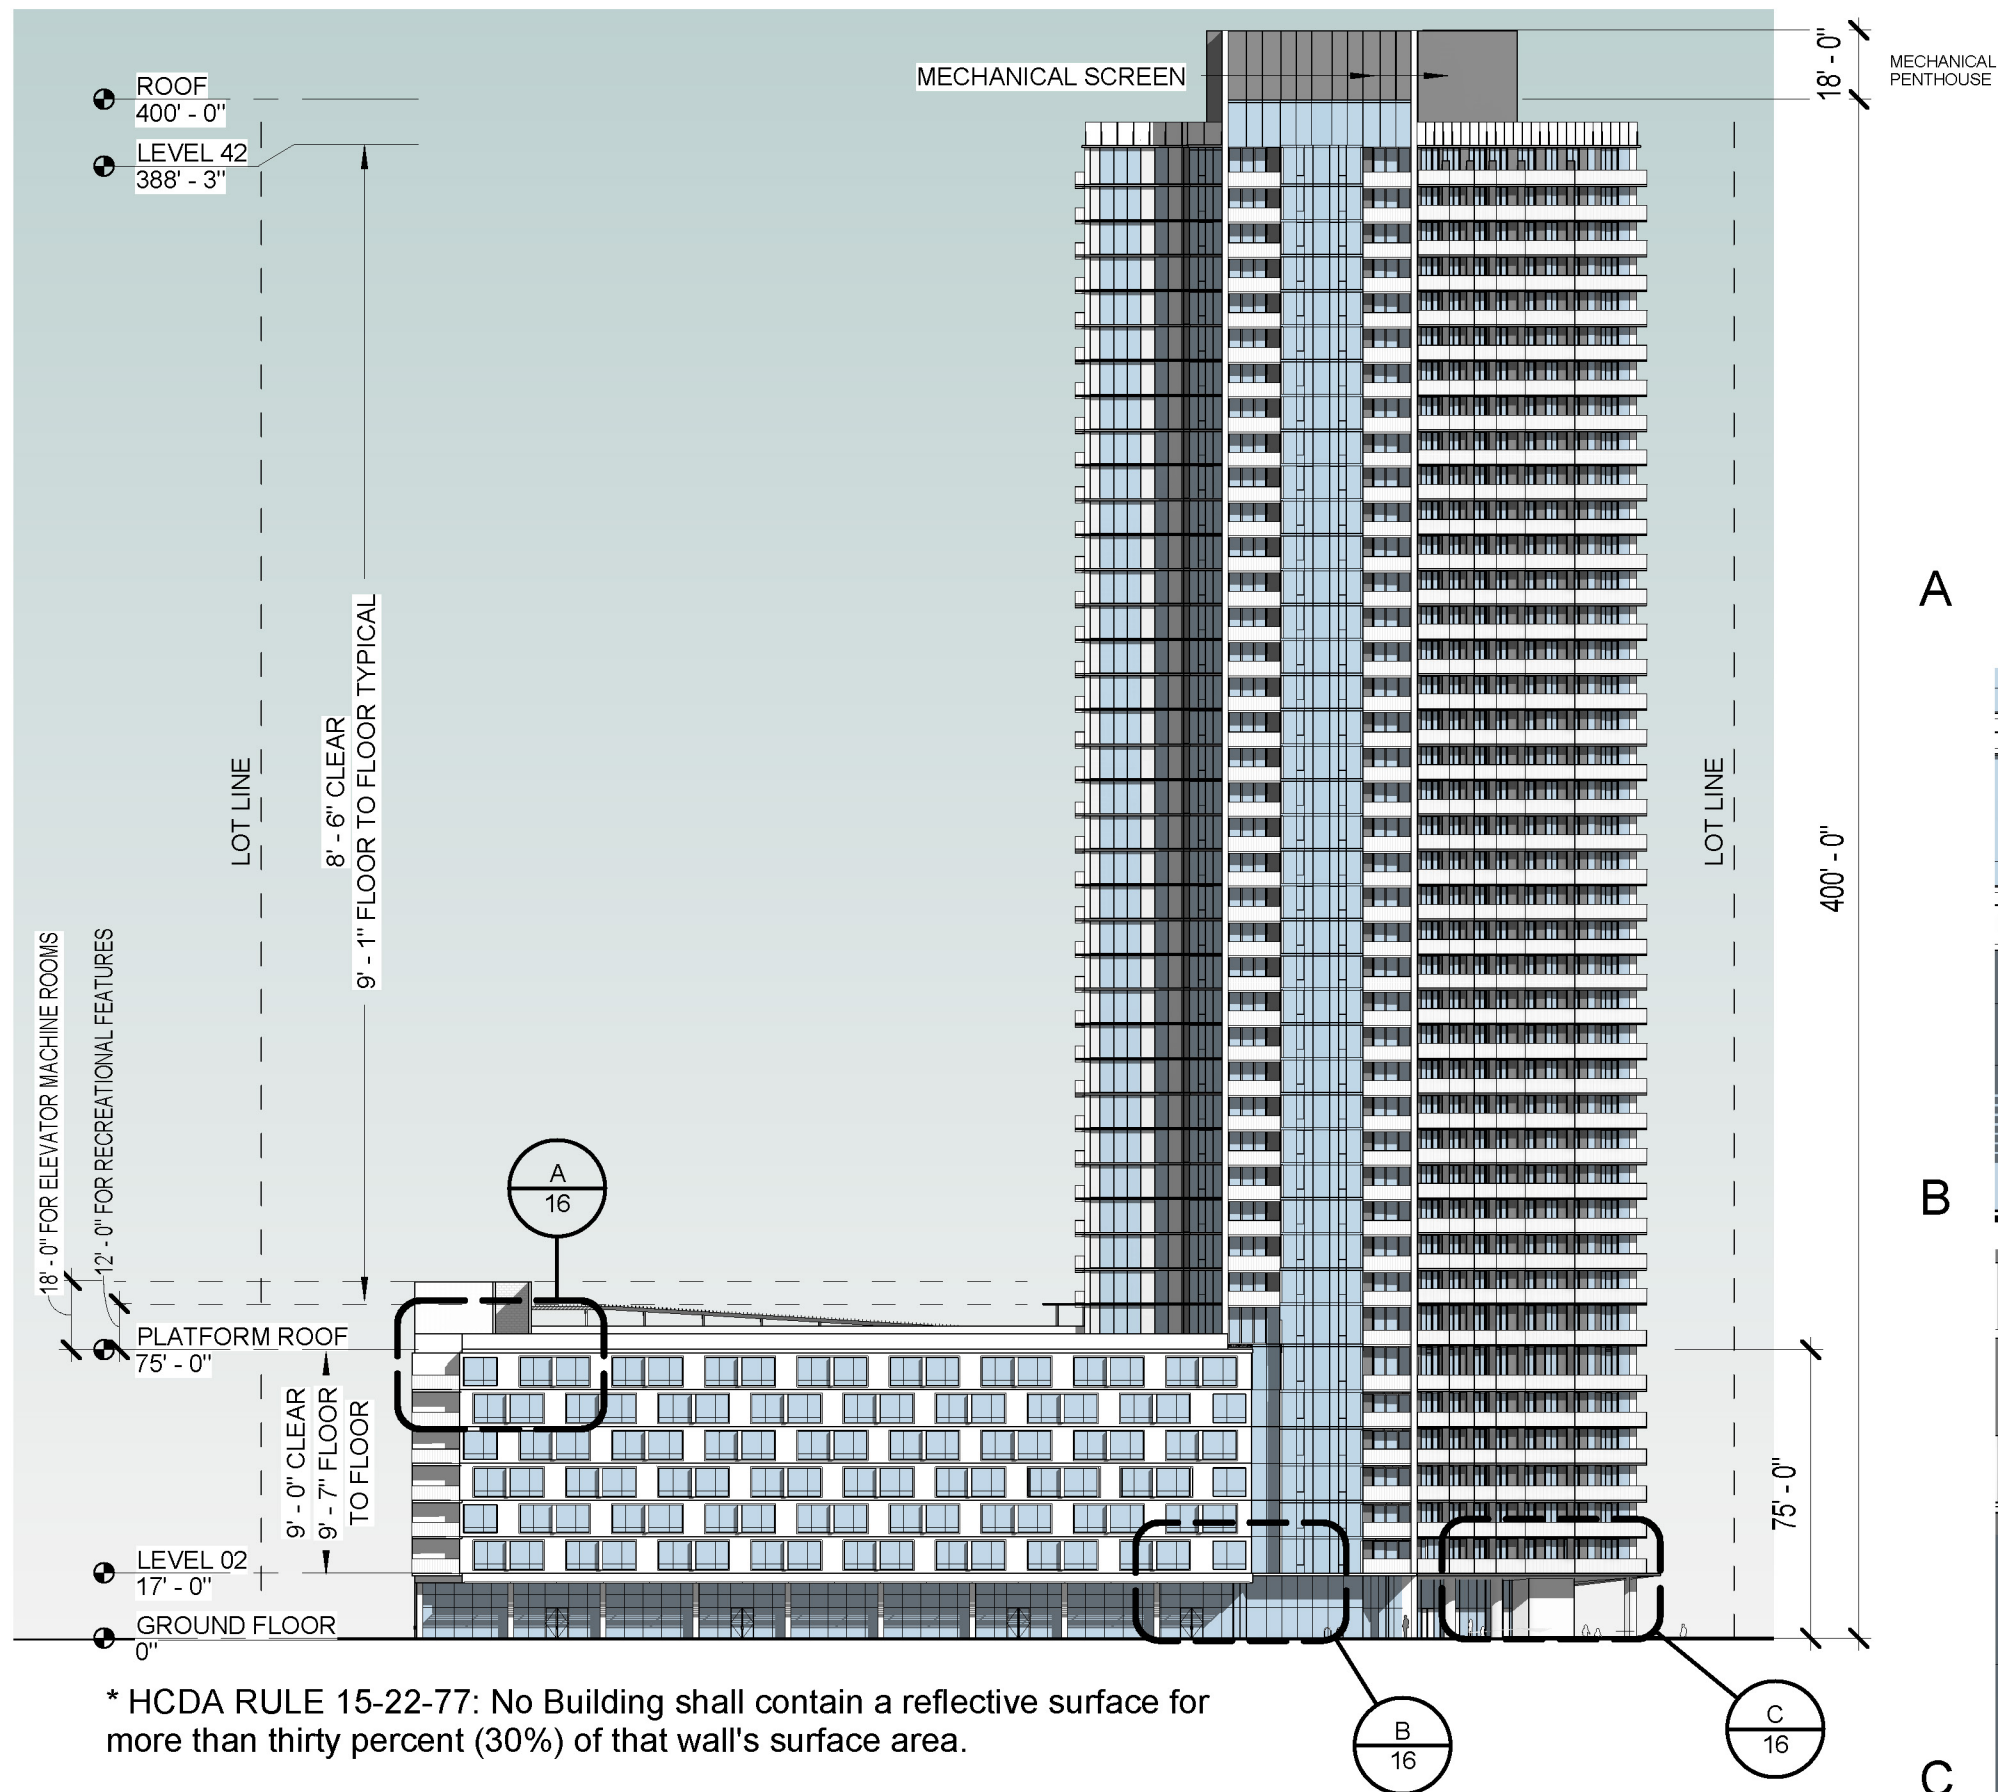 ROOF
400' - 0"
LEVEL 42
388' - 3"
MECHANICAL SCREEN
18' - 0"
MECHANICAL
PENTHOUSE
A
LOT LINE
8' - 6" CLEAR
9' - 1" FLOOR TO FLOOR TYPICAL
LOT LINE
400' - 0"
18' - 0" FOR ELEVATOR MACHINE ROOMS
12' - 0" FOR RECREATIONAL FEATURES
A
16
B
PLATFORM ROOF
75' - 0"
9' - 0" CLEAR
9' - 7" FLOOR
TO FLOOR
75' - 0"
LEVEL 02
17' - 0"
GROUND FLOOR
0"
* HCDA RULE 15-22-77: No Building shall contain a reflective surface for
more than thirty percent (30%) of that wall's surface area.
B
16
C
16
C